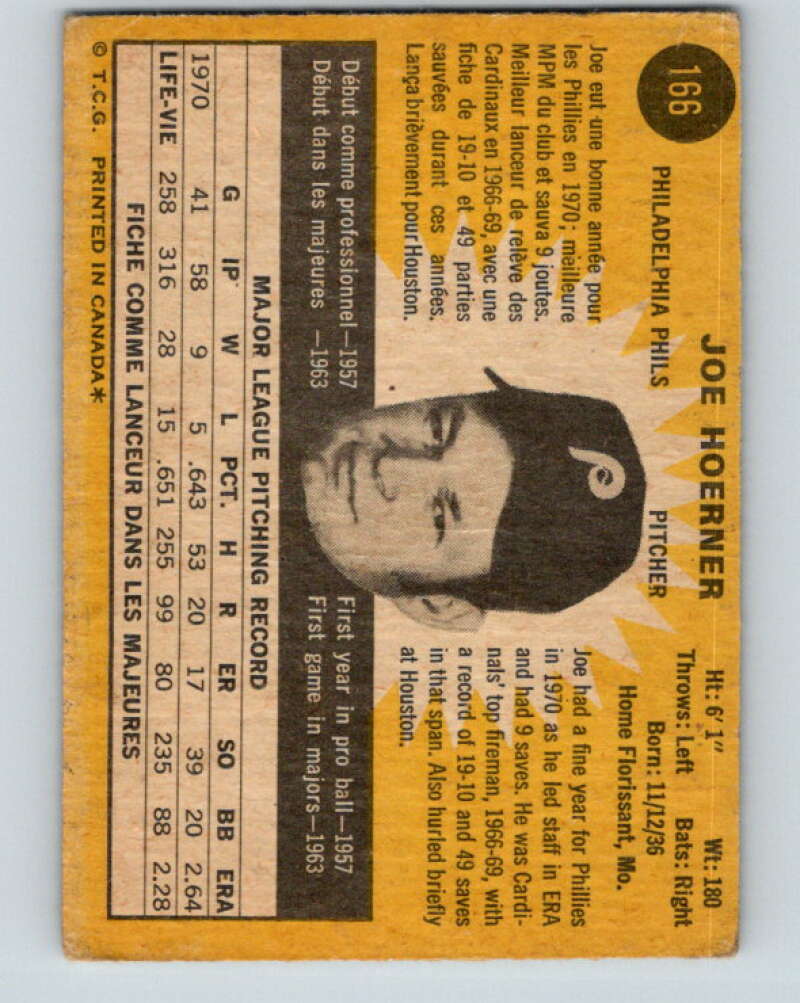 166
JOE HOERNER
PHILADELPHIA PHILS PITCHER
Ht: 6'1" Wt: 180
Throws: Left Bats: Right
Born: 11/12/36
Home Florissant, Mo.
Joe eut une bonne année pour
les Phillies en 1970; meilleure
MPM du club et sauva 9 joutes.
Meilleur lanceur de relève des
Cardinaux en 1966-69, avec une
fiche de 19-10 et 49 parties
sauvées durant ces années.
Lança brièvement pour Houston.
Joe had a fine year for Phillies
in 1970 as he led staff in ERA
and had 9 saves. He was Cardi-
nals' top fireman, 1966-69, with
a record of 19-10 and 49 saves
in that span. Also hurled briefly
at Houston.
Début comme professionnel—1957
Début dans les majeures —1963
First year in pro ball—1957
First game in majors—1963
MAJOR LEAGUE PITCHING RECORD
G IP W L PCT. H R ER SO BB ERA
1970 41 58 9 5 .643 53 20 17 39 20 2.64
LIFE-VIE 258 316 28 15 .651 255 99 80 235 88 2.28
FICHE COMME LANCEUR DANS LES MAJEURES
© T.C.G. PRINTED IN CANADA*